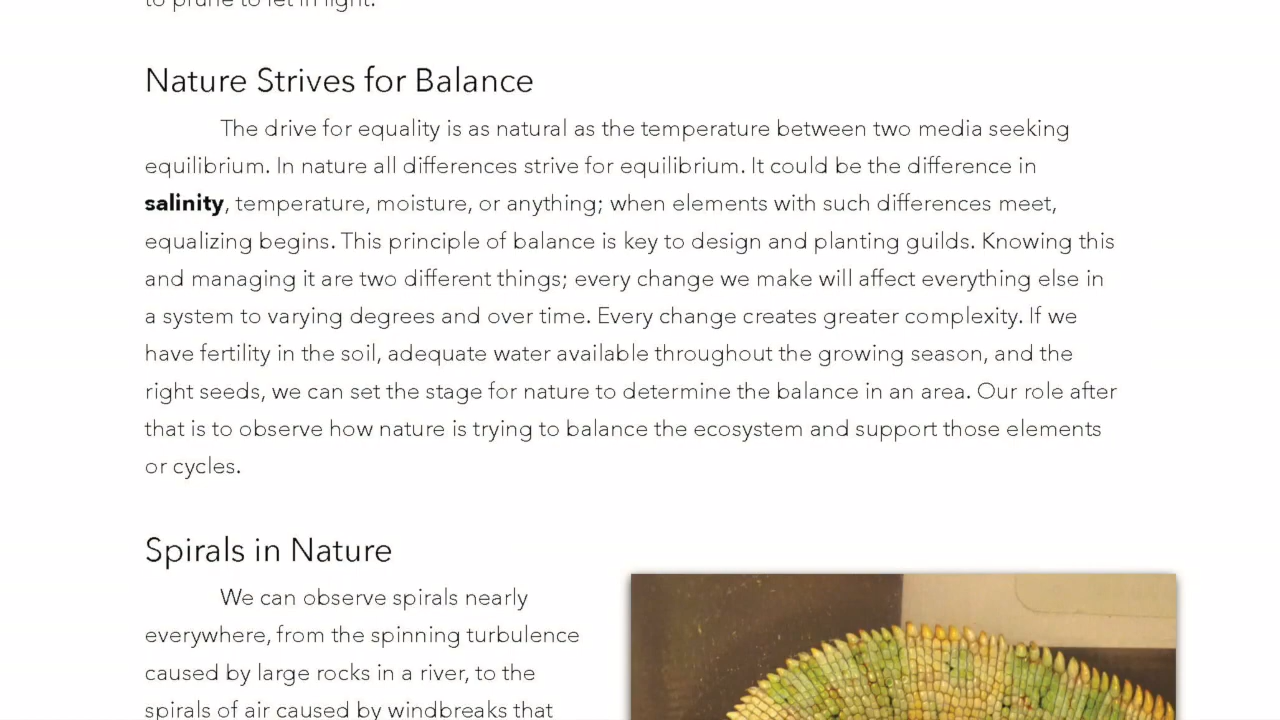 to prune to let in light.
Nature Strives for Balance
The drive for equality is as natural as the temperature between two media seeking
equilibrium. In nature all differences strive for equilibrium. It could be the difference in
salinity, temperature, moisture, or anything; when elements with such differences meet,
equalizing begins. This principle of balance is key to design and planting guilds. Knowing this
and managing it are two different things; every change we make will affect everything else in
a system to varying degrees and over time. Every change creates greater complexity. If we
have fertility in the soil, adequate water available throughout the growing season, and the
right seeds, we can set the stage for nature to determine the balance in an area. Our role after
that is to observe how nature is trying to balance the ecosystem and support those elements
or cycles.
Spirals in Nature
We can observe spirals nearly
everywhere, from the spinning turbulence
caused by large rocks in a river, to the
spirals of air caused by windbreaks that